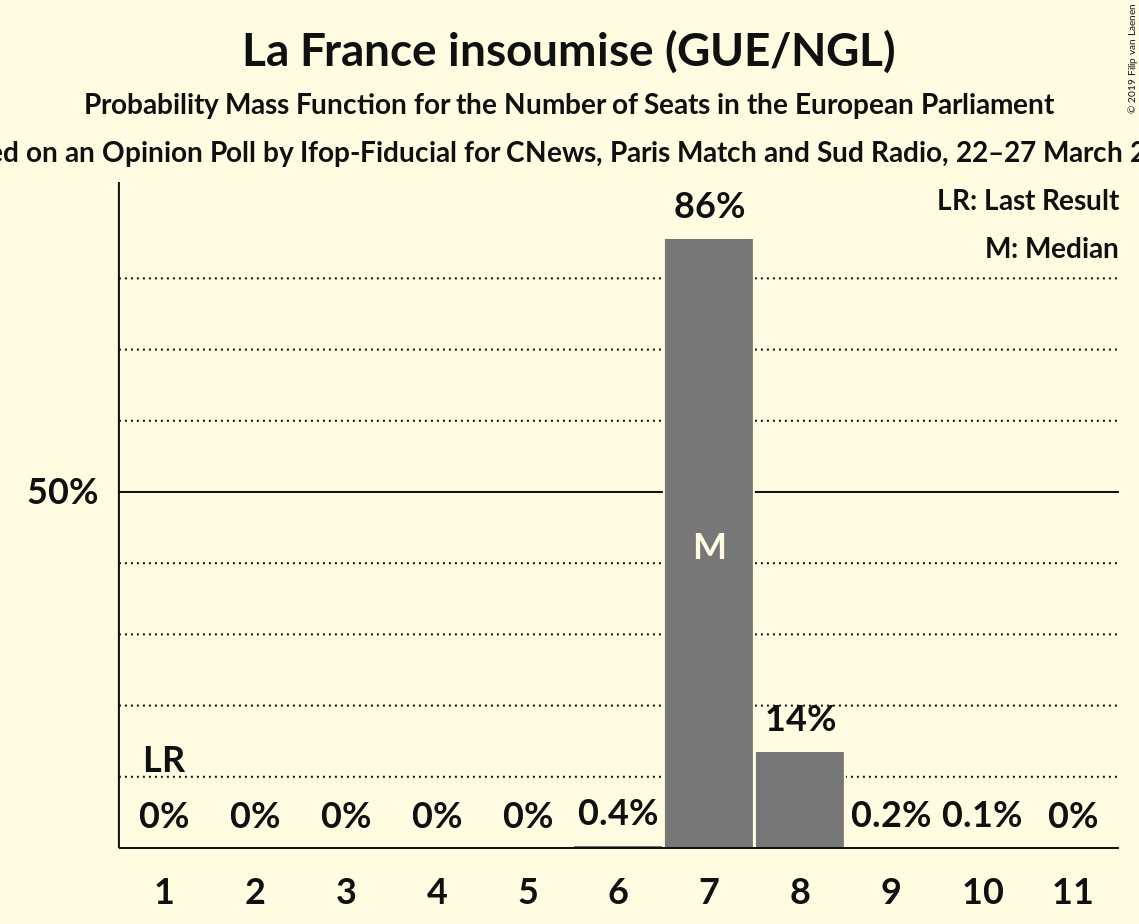 La France insoumise (GUE/NGL)
Probability Mass Function for the Number of Seats in the European Parliament
on an Opinion Poll by Ifop-Fiducial for CNews, Paris Match and Sud Radio, 22–27 March
© 2019 Filip van Laenen
LR: Last Result
M: Median
86%
50%
M
14%
LR
0% 0% 0% 0% 0% 0.4% 0.2% 0.1% 0%
1 2 3 4 5 6 7 8 9 10 11